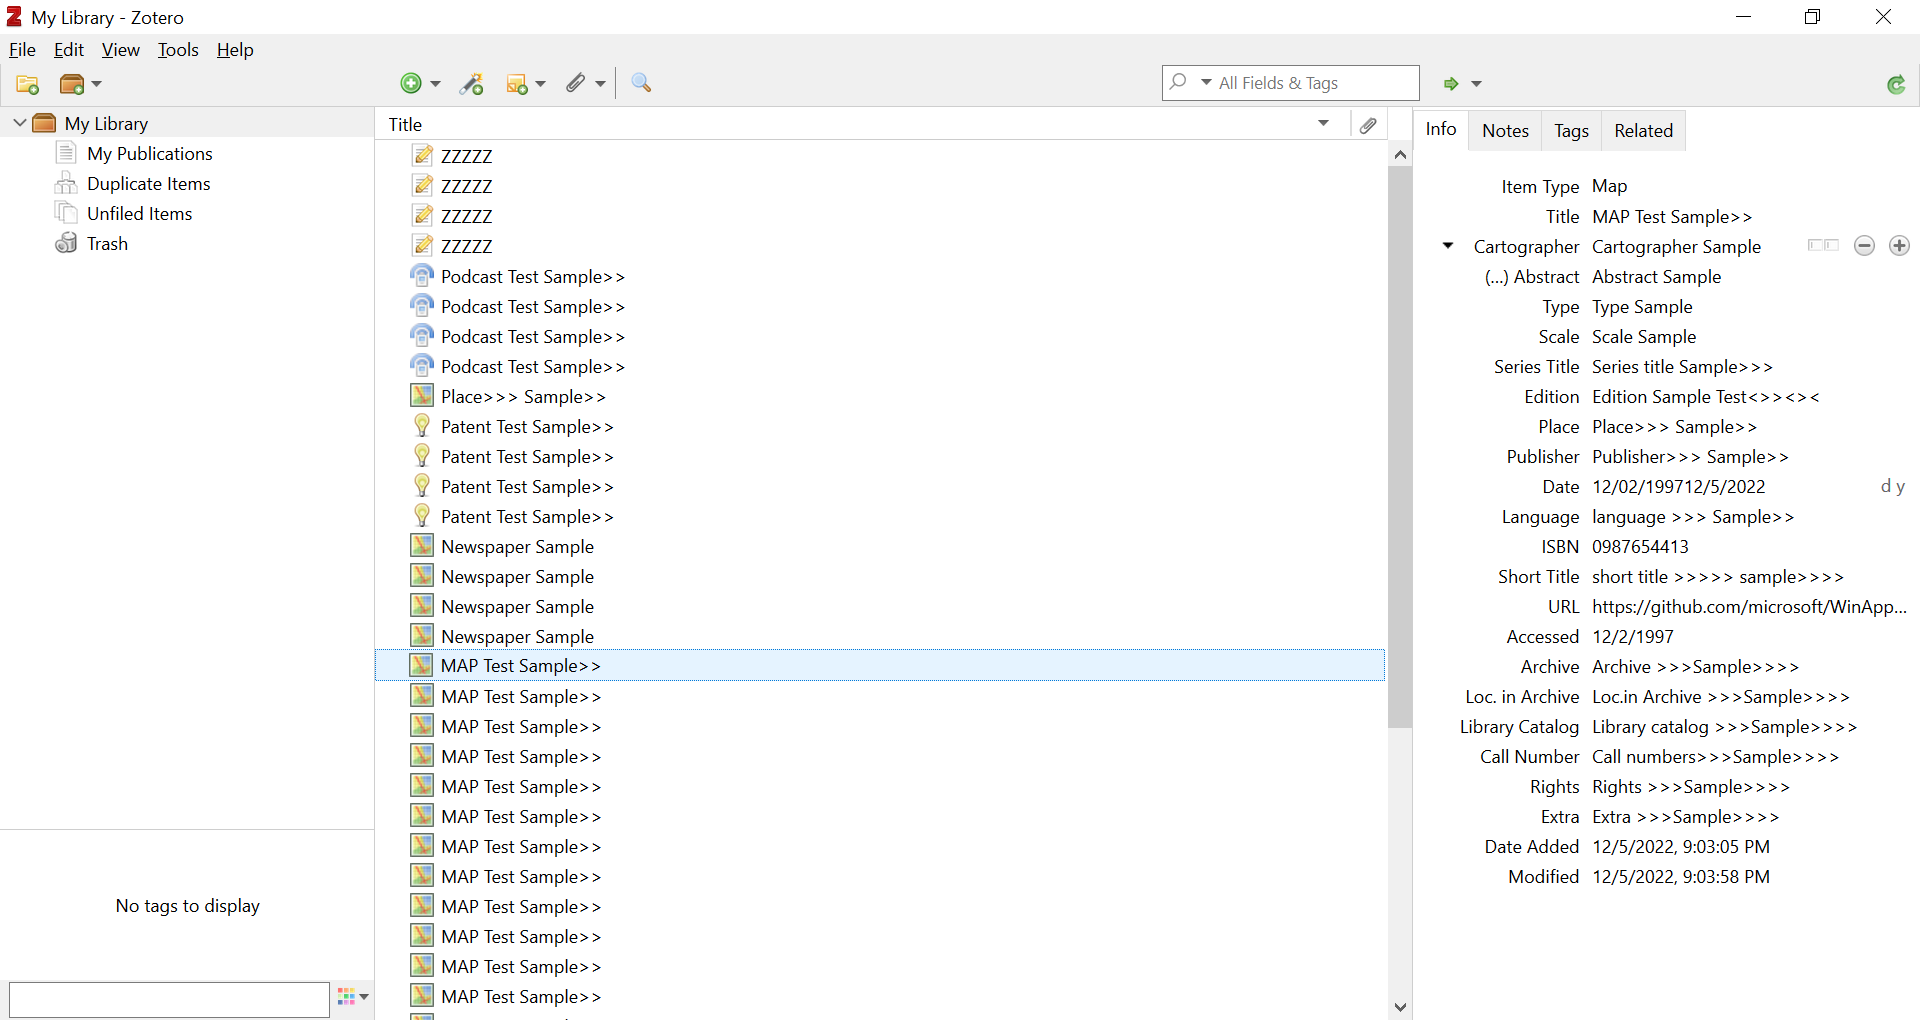 My Library - Zotero
File Edit View Tools Help
All Fields & Tags
My Library
My Publications
Duplicate Items
Unfiled Items
Trash
No tags to display
Title
ZZZZZ
ZZZZZ
ZZZZZ
ZZZZZ
Podcast Test Sample>>
Podcast Test Sample>>
Podcast Test Sample>>
Podcast Test Sample>>
Place>>> Sample>>
Patent Test Sample>>
Patent Test Sample>>
Patent Test Sample>>
Patent Test Sample>>
Newspaper Sample
Newspaper Sample
Newspaper Sample
Newspaper Sample
MAP Test Sample>>
MAP Test Sample>>
MAP Test Sample>>
MAP Test Sample>>
MAP Test Sample>>
MAP Test Sample>>
MAP Test Sample>>
MAP Test Sample>>
MAP Test Sample>>
MAP Test Sample>>
MAP Test Sample>>
MAP Test Sample>>
Info Notes Tags Related
Item Type Map
Title MAP Test Sample>>
Cartographer Cartographer Sample
(...) Abstract Abstract Sample
Type Type Sample
Scale Scale Sample
Series Title Series title Sample>>>
Edition Edition Sample Test<>><><
Place Place>>> Sample>>
Publisher Publisher>>> Sample>>
Date 12/02/199712/5/2022 d y
Language language >>> Sample>>
ISBN 0987654413
Short Title short title >>>>> sample>>>>
URL https://github.com/microsoft/WinApp...
Accessed 12/2/1997
Archive Archive >>>Sample>>>>
Loc. in Archive Loc.in Archive >>>Sample>>>>
Library Catalog Library catalog >>>Sample>>>>
Call Number Call numbers>>>Sample>>>>
Rights Rights >>>Sample>>>>
Extra Extra >>>Sample>>>>
Date Added 12/5/2022, 9:03:05 PM
Modified 12/5/2022, 9:03:58 PM